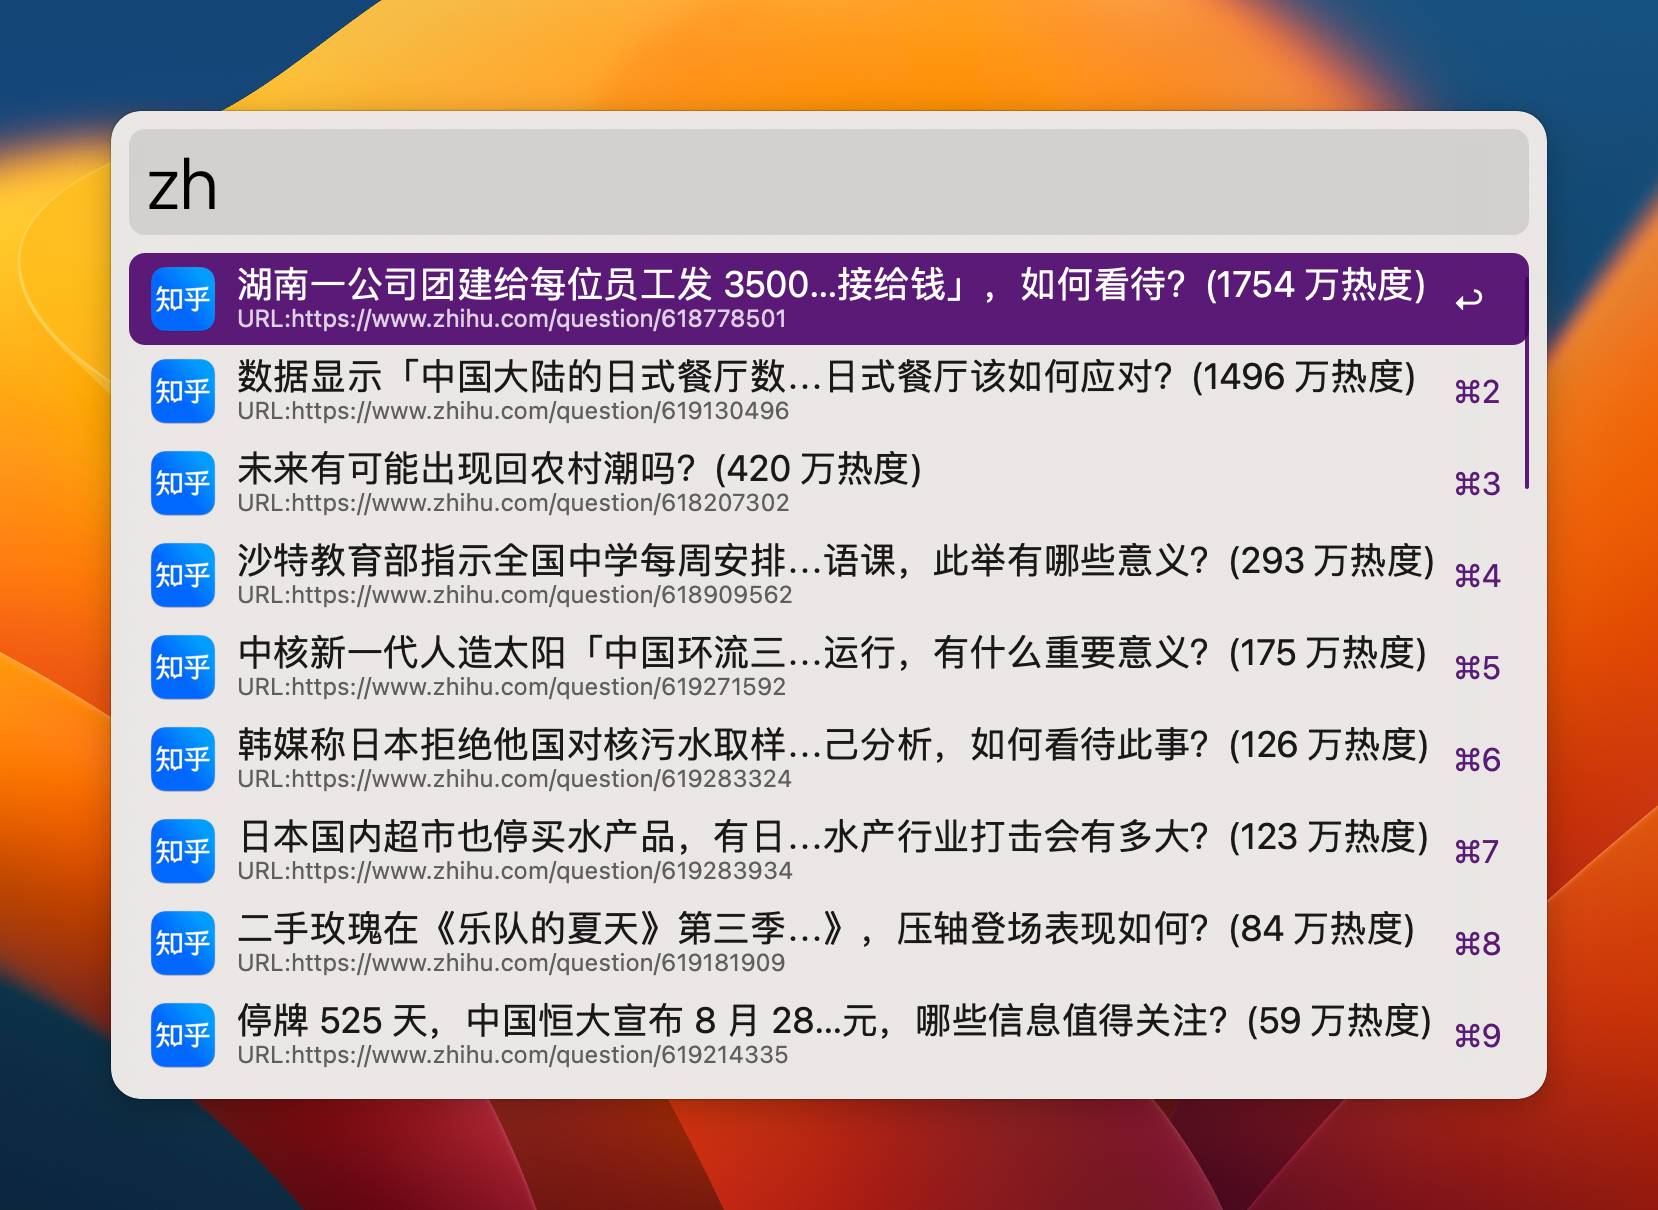 zh
知乎
湖南一公司团建给每位员工发 3500...接给钱」，如何看待？(1754 万热度)
URL:https://www.zhihu.com/question/618778501
知乎
数据显示「中国大陆的日式餐厅数...日式餐厅该如何应对？(1496 万热度)
URL:https://www.zhihu.com/question/619130496
⌘2
知乎
未来有可能出现回农村潮吗？(420 万热度)
URL:https://www.zhihu.com/question/618207302
⌘3
知乎
沙特教育部指示全国中学每周安排...语课，此举有哪些意义？(293 万热度)
URL:https://www.zhihu.com/question/618909562
⌘4
知乎
中核新一代人造太阳「中国环流三...运行，有什么重要意义？(175 万热度)
URL:https://www.zhihu.com/question/619271592
⌘5
知乎
韩媒称日本拒绝他国对核污水取样...己分析，如何看待此事？(126 万热度)
URL:https://www.zhihu.com/question/619283324
⌘6
知乎
日本国内超市也停买水产品，有日...水产行业打击会有多大？(123 万热度)
URL:https://www.zhihu.com/question/619283934
⌘7
知乎
二手玫瑰在《乐队的夏天》第三季...》，压轴登场表现如何？(84 万热度)
URL:https://www.zhihu.com/question/619181909
⌘8
知乎
停牌 525 天，中国恒大宣布 8 月 28...元，哪些信息值得关注？(59 万热度)
URL:https://www.zhihu.com/question/619214335
⌘9